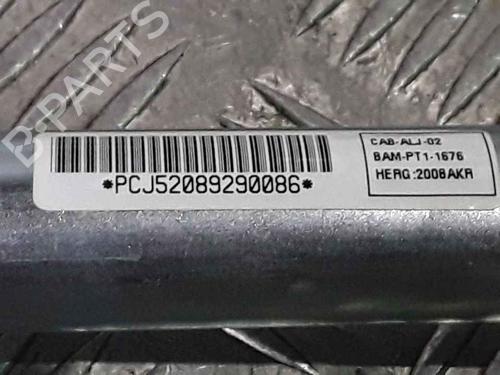 B-PARTS
*PCJ52089290086*
CAB-ALJ-02
BAM-PT1-1676
HERG:2008AKR